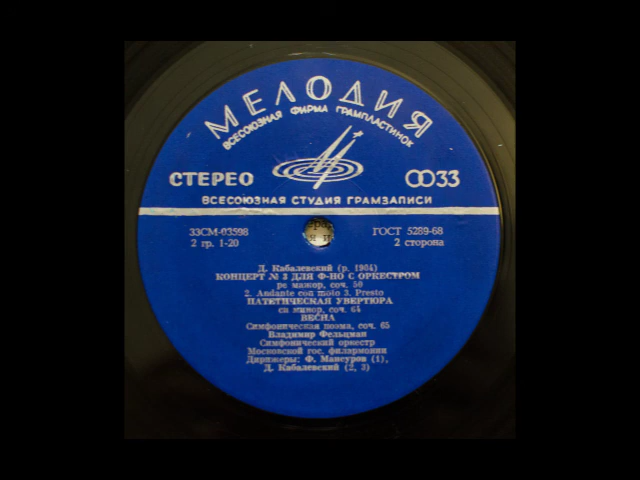 МЕЛОДИЯ
ВСЕСОЮЗНАЯ ФИРМА ГРАМПЛАСТИНОК
СТЕРЕО 33
ВСЕСОЮЗНАЯ СТУДИЯ ГРАМЗАПИСИ
33СМ-03598 ГОСТ 5289-68
2 гр. 1-20 2 сторона
Д. Кабалевский (р. 1904)
КОНЦЕРТ № 3 ДЛЯ Ф-НО С ОРКЕСТРОМ
ре мажор, соч. 50
2. Andante con moto 3. Presto
ПАТЕТИЧЕСКАЯ УВЕРТЮРА
си минор, соч. 64
ВЕСНА
Симфоническая поэма, соч. 65
Владимир Фельцман
Симфонический оркестр
Московской гос. филармонии
Дирижеры: Ф. Мансуров (1),
Д. Кабалевский (2, 3)